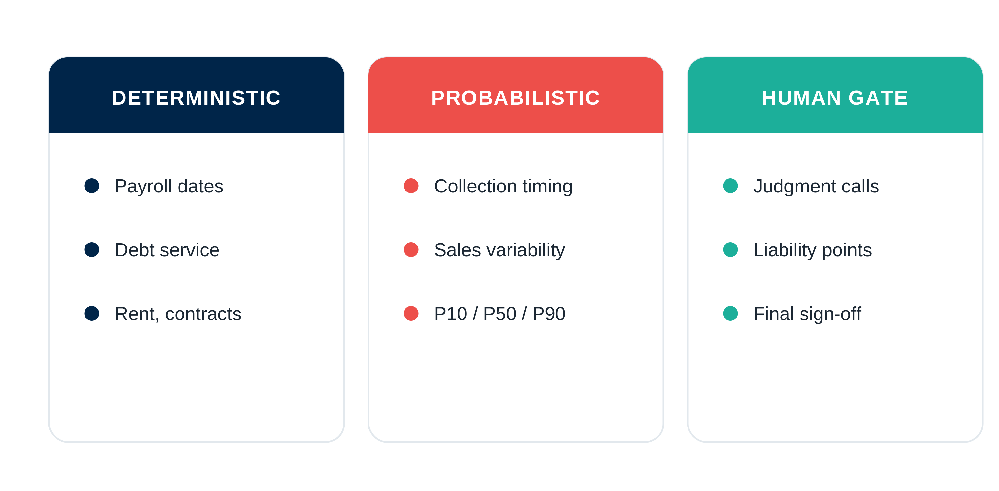 DETERMINISTIC
Payroll dates
Debt service
Rent, contracts
PROBABILISTIC
Collection timing
Sales variability
P10 / P50 / P90
HUMAN GATE
Judgment calls
Liability points
Final sign-off